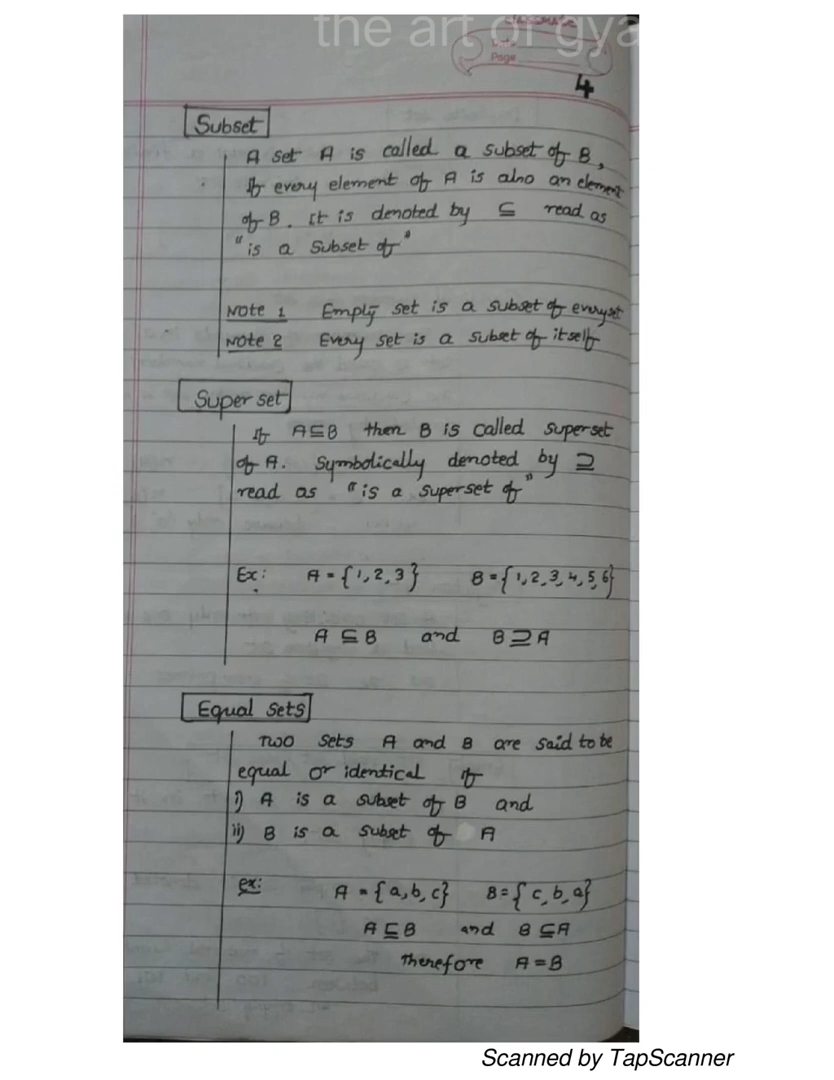 the art of gya
classmate
Date
Page
4
Subset
A set A is called a subset of B,
If every element of A is also an element
of B. It is denoted by ⊆ read as
"is a Subset of"
Note 1 Empty set is a subset of every set
Note 2 Every set is a subset of itself
Super set
If A⊆B then B is called superset
of A. Symbolically denoted by ⊇
read as "is a superset of"
Ex: A = {1, 2, 3} B = {1, 2, 3, 4, 5, 6}
A ⊆ B and B ⊇ A
Equal sets
Two sets A and B are said to be
equal or identical if
i) A is a subset of B and
ii) B is a subset of A
ex: A = {a, b, c} B = {c, b, a}
A ⊆ B and B ⊆ A
Therefore A = B
Scanned by TapScanner